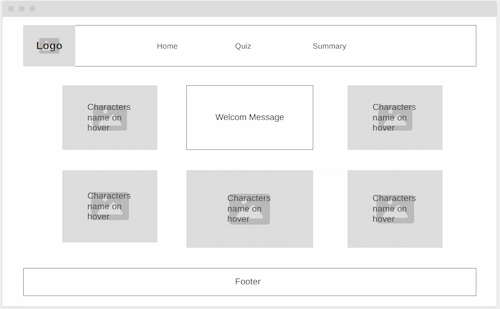 Logo
Home
Quiz
Summary
Characters
name on
hover
Welcom Message
Characters
name on
hover
Characters
name on
hover
Characters
name on
hover
Characters
name on
hover
Footer